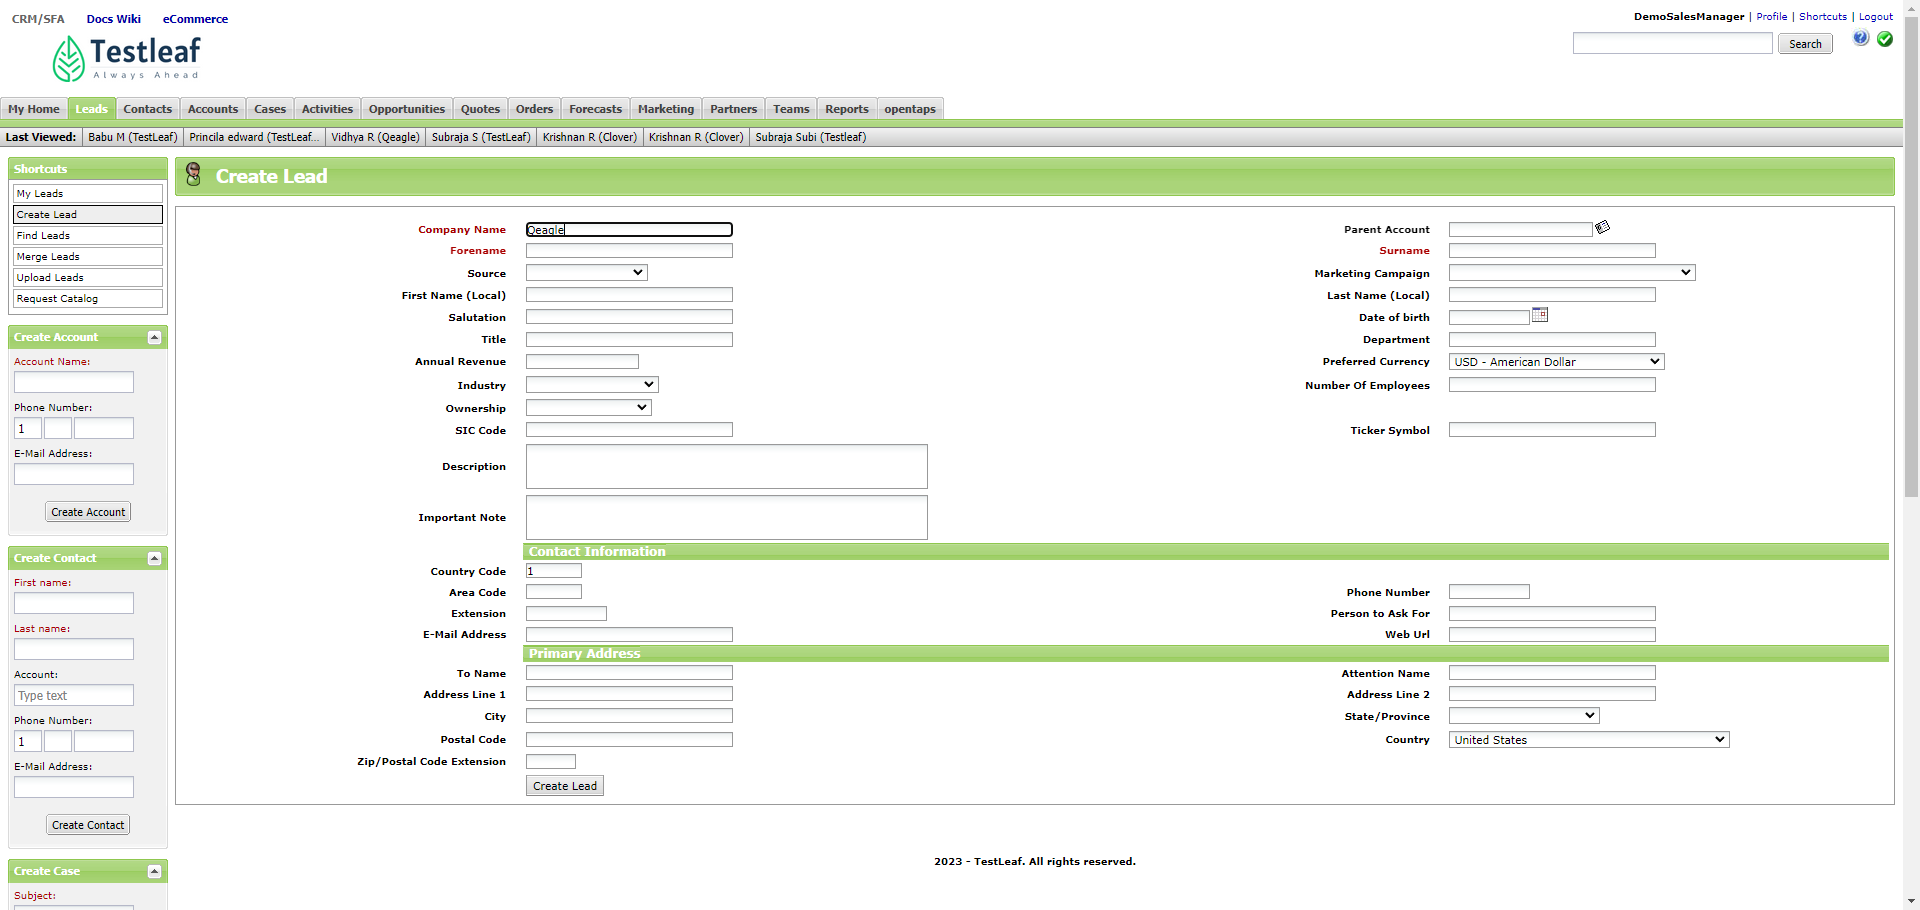 CRM/SFA Docs Wiki eCommerce
DemoSalesManager | Profile | Shortcuts | Logout
Testleaf
Always Ahead
Search
My Home Leads Contacts Accounts Cases Activities Opportunities Quotes Orders Forecasts Marketing Partners Teams Reports opentaps
Last Viewed: Babu M (TestLeaf) Princila edward (TestLeaf... Vidhya R (Qeagle) Subraja S (TestLeaf) Krishnan R (Clover) Krishnan R (Clover) Subraja Subi (Testleaf)
Shortcuts
My Leads
Create Lead
Find Leads
Merge Leads
Upload Leads
Request Catalog
Create Account
Account Name:
Phone Number:
1
E-Mail Address:
Create Account
Create Contact
First name:
Last name:
Account:
Type text
Phone Number:
1
E-Mail Address:
Create Contact
Create Case
Subject:
Create Lead
Company Name Qeagle Parent Account
Forename Surname
Source Marketing Campaign
First Name (Local) Last Name (Local)
Salutation Date of birth
Title Department
Annual Revenue Preferred Currency USD - American Dollar
Industry Number Of Employees
Ownership
SIC Code Ticker Symbol
Description
Important Note
Contact Information
Country Code 1
Area Code Phone Number
Extension Person to Ask For
E-Mail Address Web Url
Primary Address
To Name Attention Name
Address Line 1 Address Line 2
City State/Province
Postal Code Country United States
Zip/Postal Code Extension
Create Lead
2023 - TestLeaf. All rights reserved.